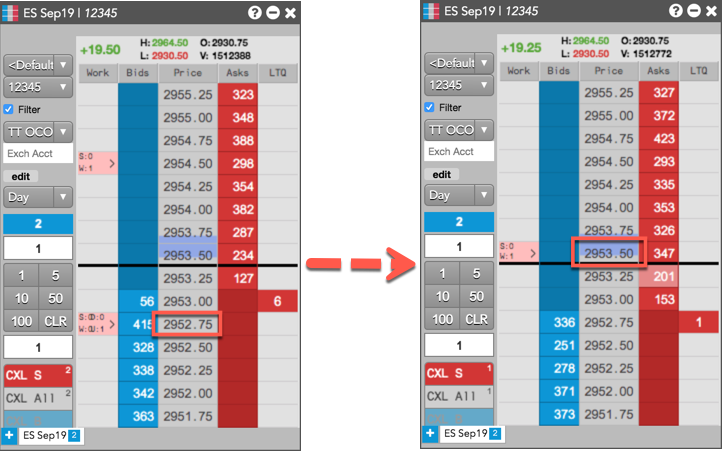 ES Sep19 | 12345
+19.50 H: 2964.50 O: 2930.75
L: 2930.50 V: 1512388
<Default
12345
Filter
TT OCO
Exch Acct
edit
Day
2
1
1 5
10 50
100 CLR
1
CXL S 2
CXL All 2
Work Bids Price Asks LTQ
2955.25 323
2955.00 348
2954.75 388
S:0
W:1
2954.50 298
2954.25 354
2954.00 382
2953.75 287
2953.50 234
2953.25 127
56 2953.00 6
415 2952.75
328 2952.50
338 2952.25
342 2952.00
363 2951.75
+ ES Sep19 2
ES Sep19 | 12345
+19.25 H: 2964.50 O: 2930.75
L: 2930.50 V: 1512772
<Default
12345
Filter
TT OCO
Exch Acct
edit
Day
2
1
1 5
10 50
100 CLR
1
CXL S 1
CXL All 1
Work Bids Price Asks LTQ
2955.25 327
2955.00 372
2954.75 423
2954.50 293
2954.25 335
2954.00 353
2953.75 326
S:0
W:1
2953.50 347
2953.25 201
2953.00 153
336 2952.75 1
251 2952.50
278 2952.25
371 2952.00
373 2951.75
+ ES Sep19 2